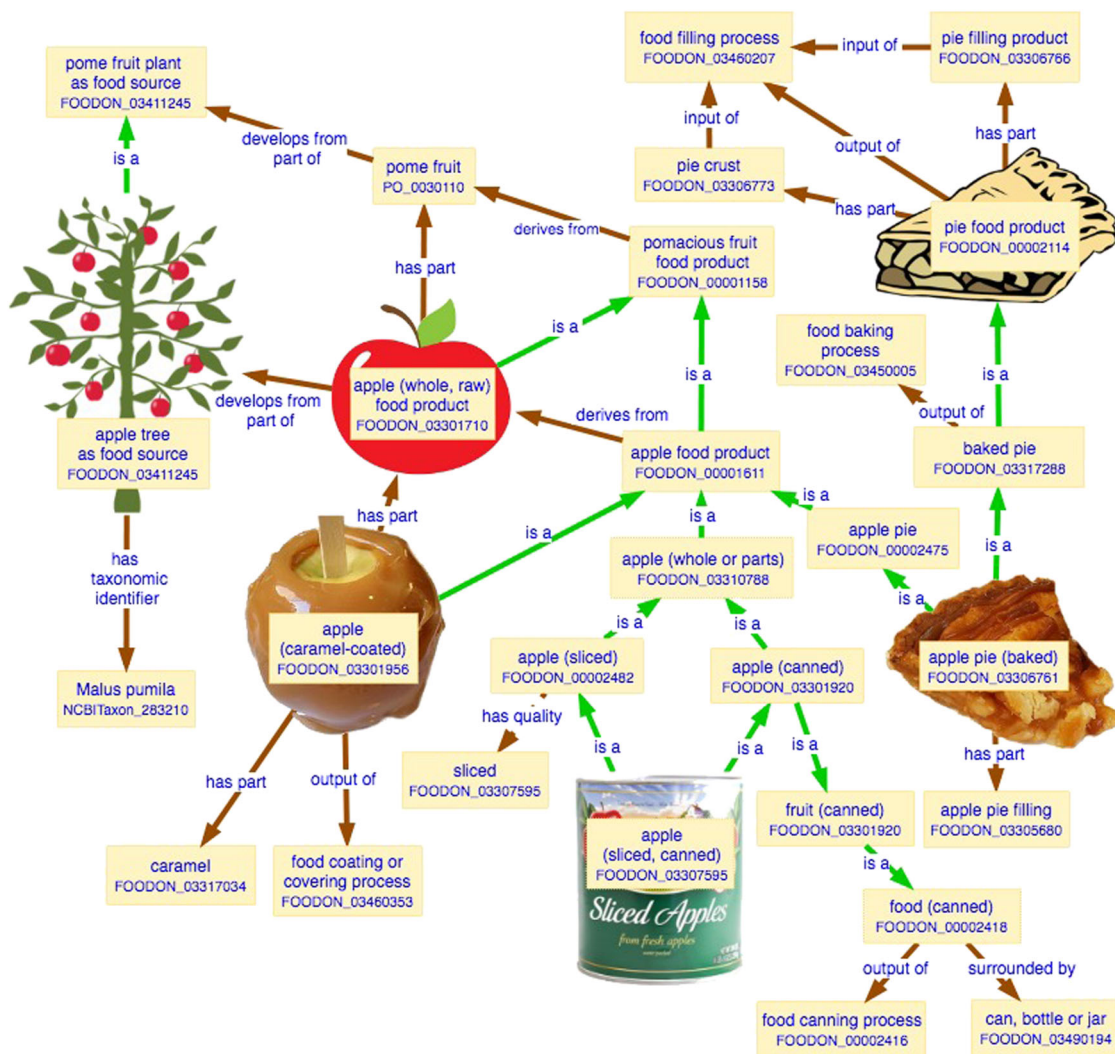 food filling process
FOODON_03460207
input of
pie filling product
FOODON_03306766
pome fruit plant
as food source
FOODON_03411245
has part
input of
develops from
part of
output of
is a
pome fruit
PO_0030110
pie crust
FOODON_03306773
has part
derives from
pomacious fruit
food product
FOODON_00001158
pie food product
FOODON_00002114
has part
is a
food baking
process
FOODON_03450005
is a
is a
apple (whole, raw)
food product
FOODON_03301710
develops from
part of
derives from
output of
apple tree
as food source
FOODON_03411245
apple food product
FOODON_00001611
baked pie
FOODON_03317288
has part
is a
is a
is a
apple pie
FOODON_00002475
is a
has
taxonomic
identifier
apple (whole or parts)
FOODON_03310788
is a
is a
is a
apple
(caramel-coated)
FOODON_03301956
apple (sliced)
FOODON_00002482
apple (canned)
FOODON_03301920
apple pie (baked)
FOODON_03306761
Malus pumila
NCBITaxon_283210
has quality
is a
is a
is a
has part
has part
output of
sliced
FOODON_03307595
fruit (canned)
FOODON_03301920
apple pie filling
FOODON_03305680
apple
(sliced, canned)
FOODON_03307595
caramel
FOODON_03317034
food coating or
covering process
FOODON_03460353
is a
Sliced Apples
from fresh apples
food (canned)
FOODON_00002418
output of
surrounded by
food canning process
FOODON_00002416
can, bottle or jar
FOODON_03490194